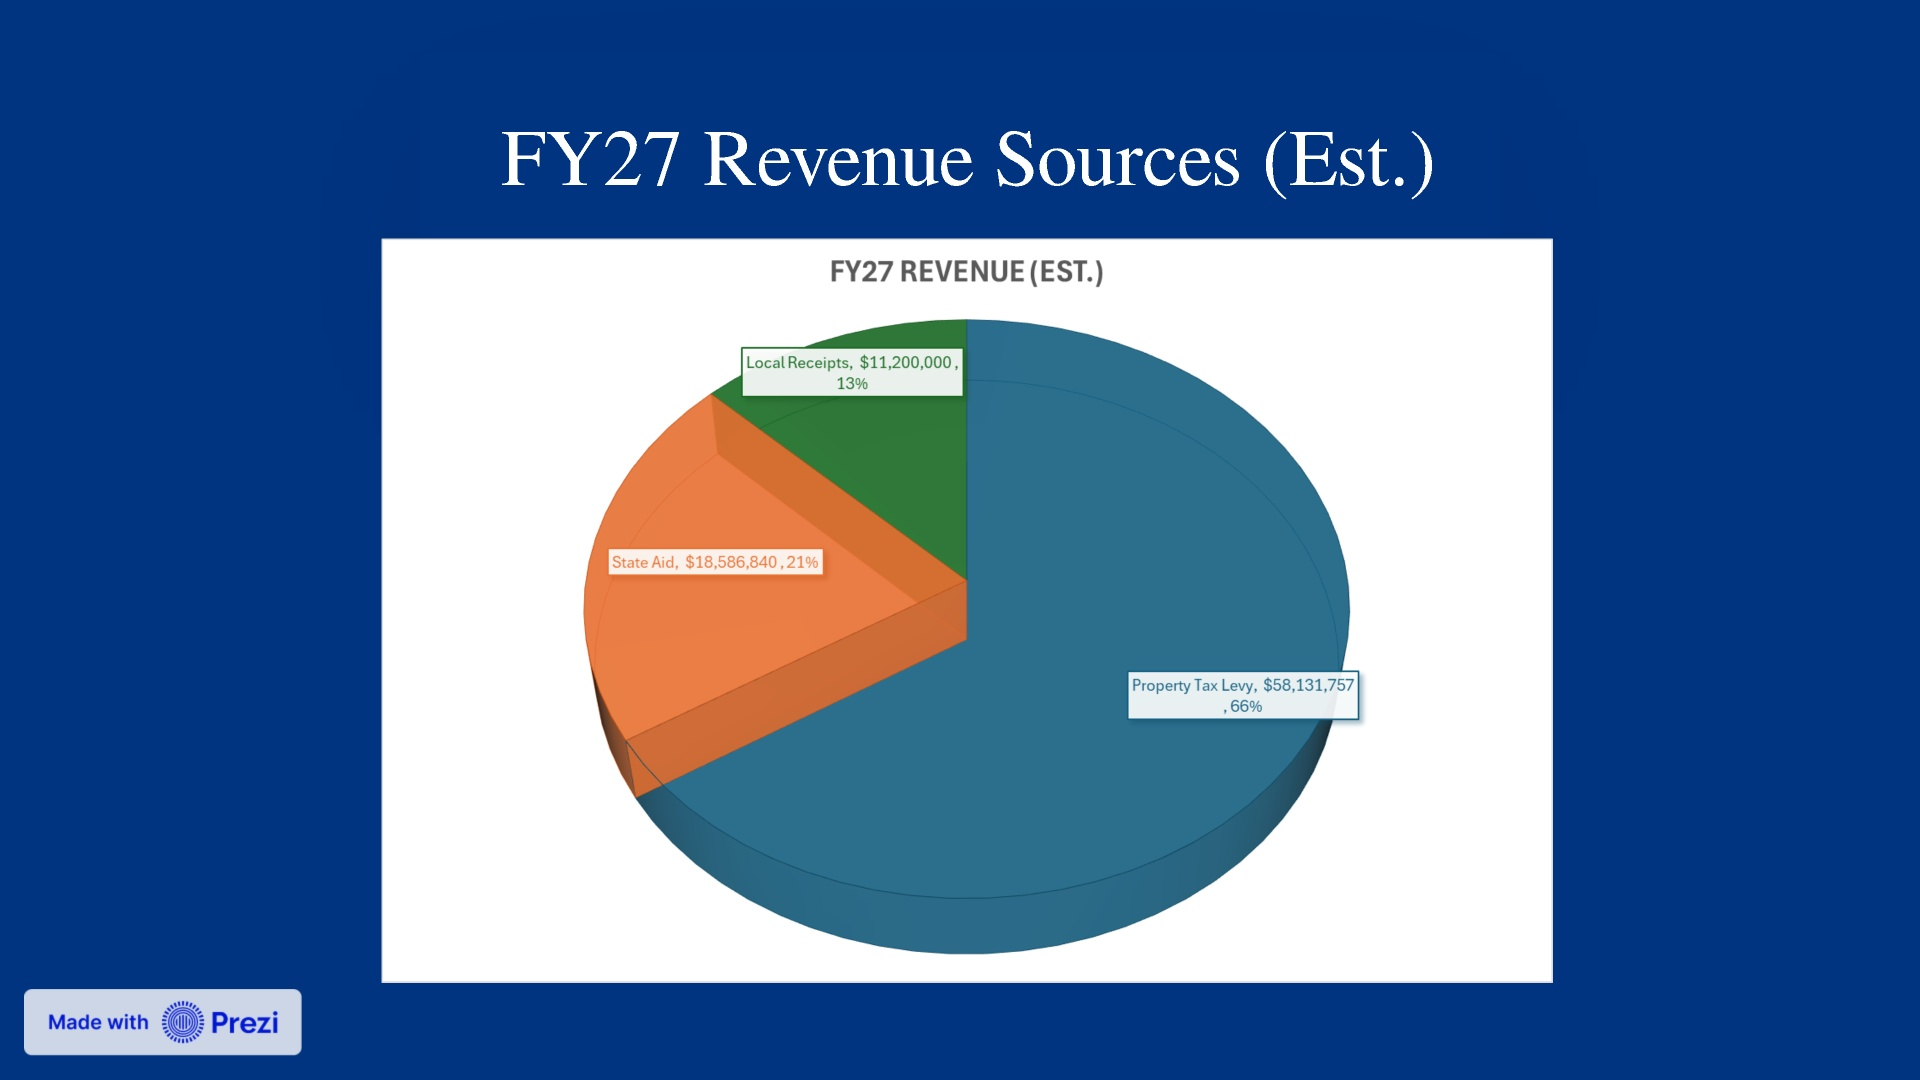 FY27 Revenue Sources (Est.)
FY27 REVENUE (EST.)
Local Receipts, $11,200,000 ,
13%
State Aid, $18,586,840 , 21%
Property Tax Levy, $58,131,757
, 66%
Made with Prezi